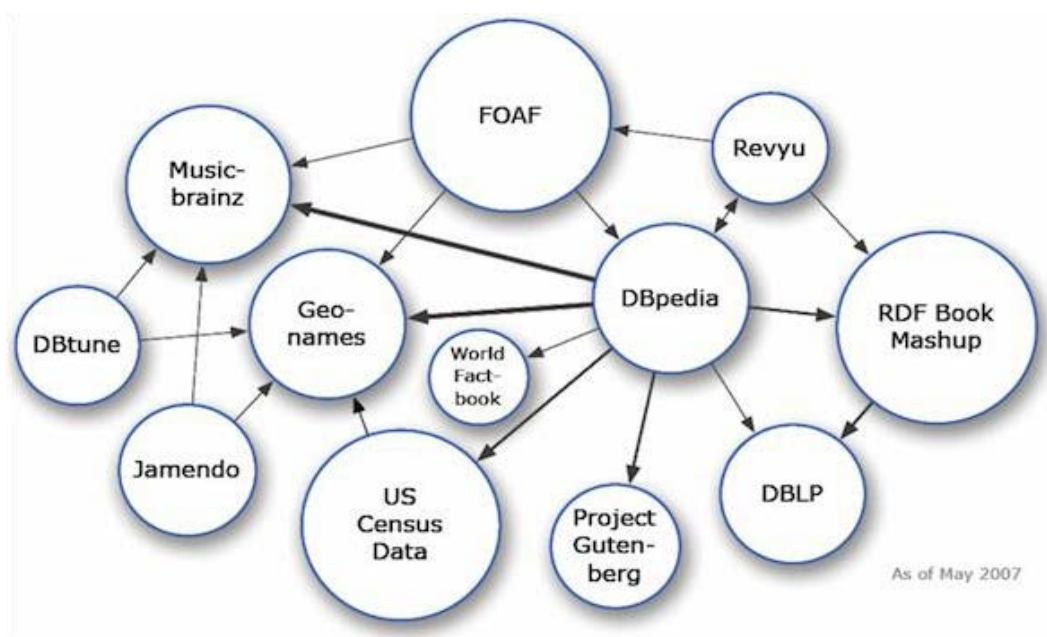 FOAF
Revyu
Music-
brainz
DBpedia
Geo-
names
RDF Book
Mashup
DBtune
World
Fact-
book
Jamendo
US
Census
Data
Project
Guten-
berg
DBLP
As of May 2007